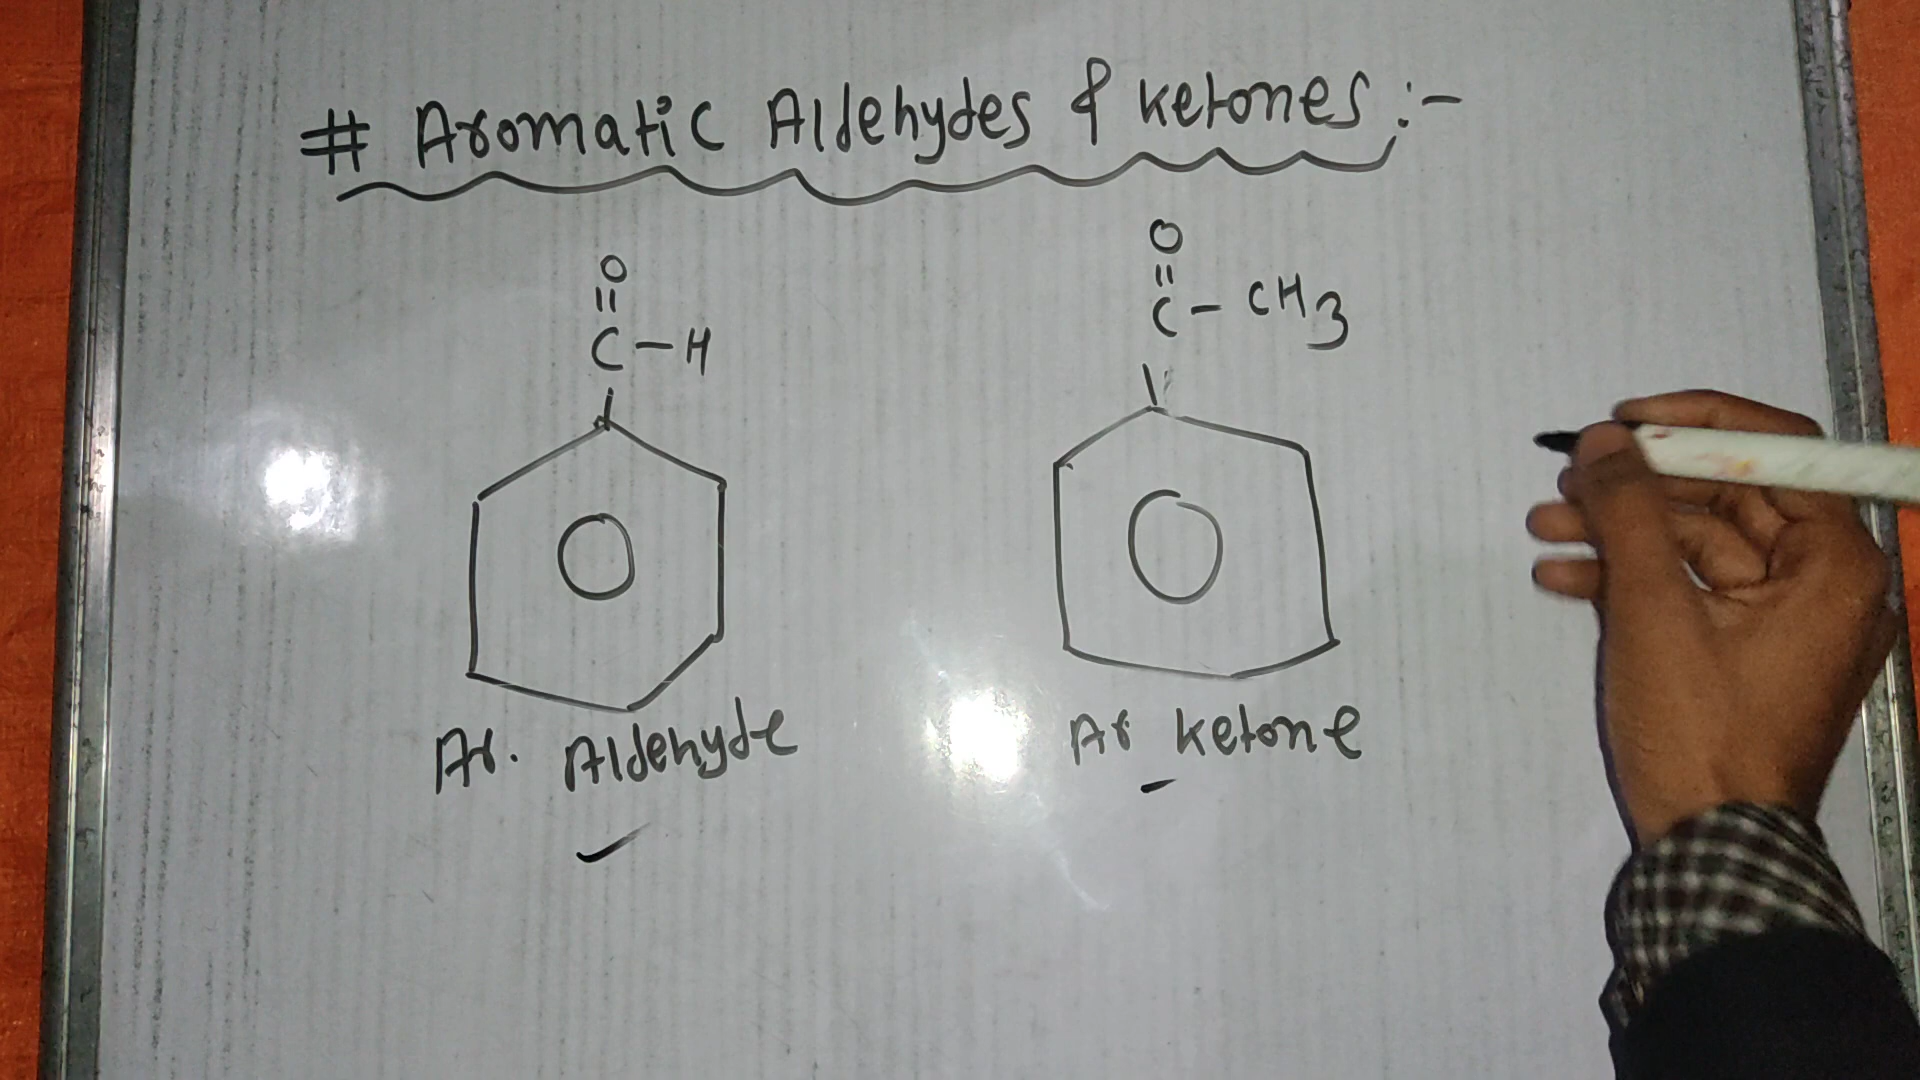 # Aromatic Aldehydes & ketones :-
O
O
C - CH3
C - H
Ar. Aldehyde
Ar ketone